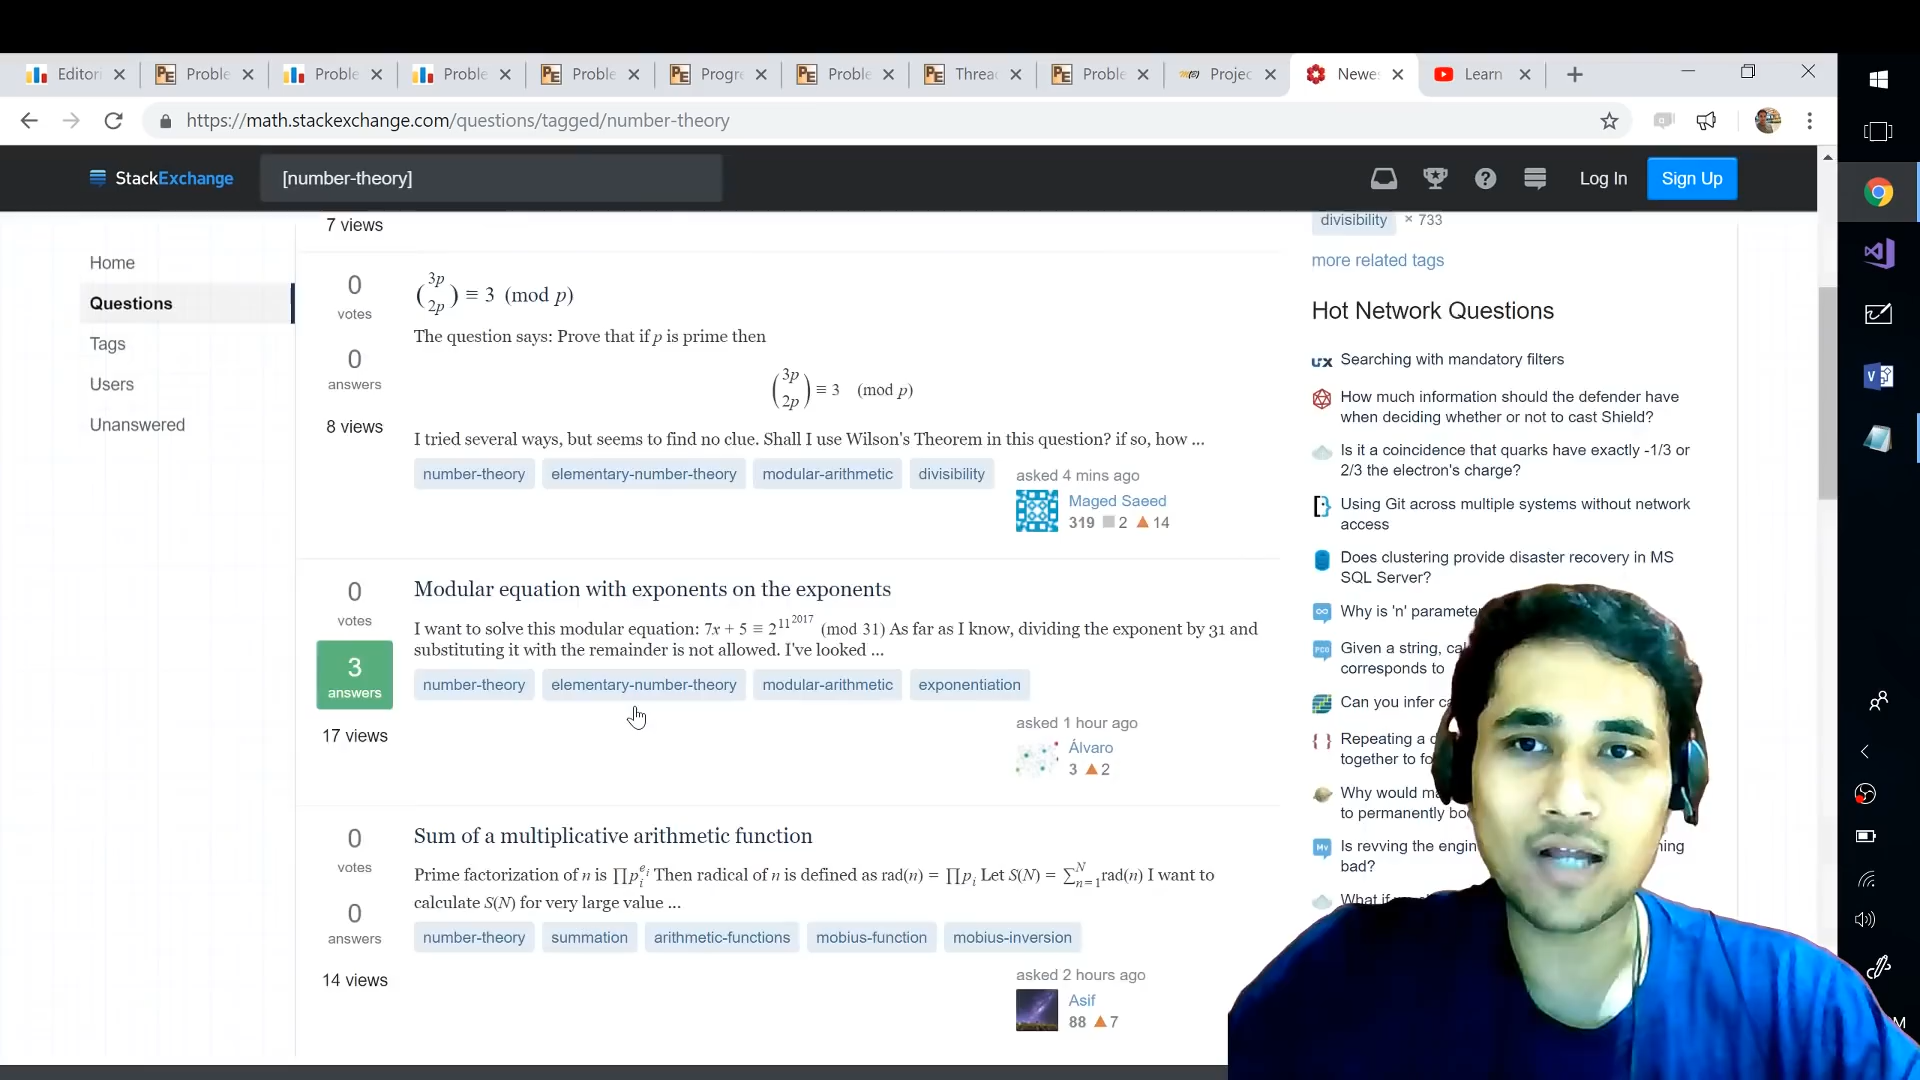 Editori
Proble
Proble
Proble
Proble
Progre
Proble
Threa
Proble
Projec
Newes
Learn
https://math.stackexchange.com/questions/tagged/number-theory
StackExchange
[number-theory]
Log In
Sign Up
Home
Questions
Tags
Users
Unanswered
7 views
0
votes
0
answers
8 views
(3p 2p) ≡ 3 (mod p)
The question says: Prove that if p is prime then
(3p 2p) ≡ 3 (mod p)
I tried several ways, but seems to find no clue. Shall I use Wilson's Theorem in this question? if so, how ...
number-theory elementary-number-theory modular-arithmetic divisibility
asked 4 mins ago
Maged Saeed
319 2 14
0
votes
3
answers
17 views
Modular equation with exponents on the exponents
I want to solve this modular equation: 7x + 5 ≡ 2^11^2017 (mod 31) As far as I know, dividing the exponent by 31 and
substituting it with the remainder is not allowed. I've looked ...
number-theory elementary-number-theory modular-arithmetic exponentiation
asked 1 hour ago
Álvaro
3 2
0
votes
0
answers
14 views
Sum of a multiplicative arithmetic function
Prime factorization of n is ∏p_i^e_i Then radical of n is defined as rad(n) = ∏p_i Let S(N) = ∑_{n=1}^N rad(n) I want to
calculate S(N) for very large value ...
number-theory summation arithmetic-functions mobius-function mobius-inversion
asked 2 hours ago
Asif
88 7
divisibility × 733
more related tags
Hot Network Questions
Searching with mandatory filters
How much information should the defender have
when deciding whether or not to cast Shield?
Is it a coincidence that quarks have exactly -1/3 or
2/3 the electron's charge?
Using Git across multiple systems without network
access
Does clustering provide disaster recovery in MS
SQL Server?
Why is 'n' paramete
Given a string, ca
corresponds to
Can you infer ca
Repeating a
together to fo
Why would ma
to permanently bo
Is revving the engin ning
bad?
What if